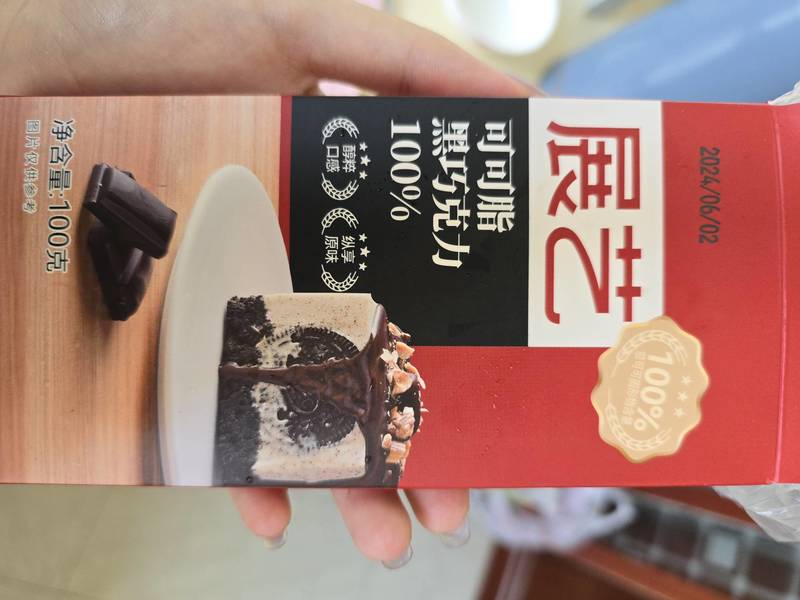 2024/06/02
展艺
100%
可可脂
黑巧克力
100%
醇粹
口感
纵享
原味
净含量:100克
图片仅供参考